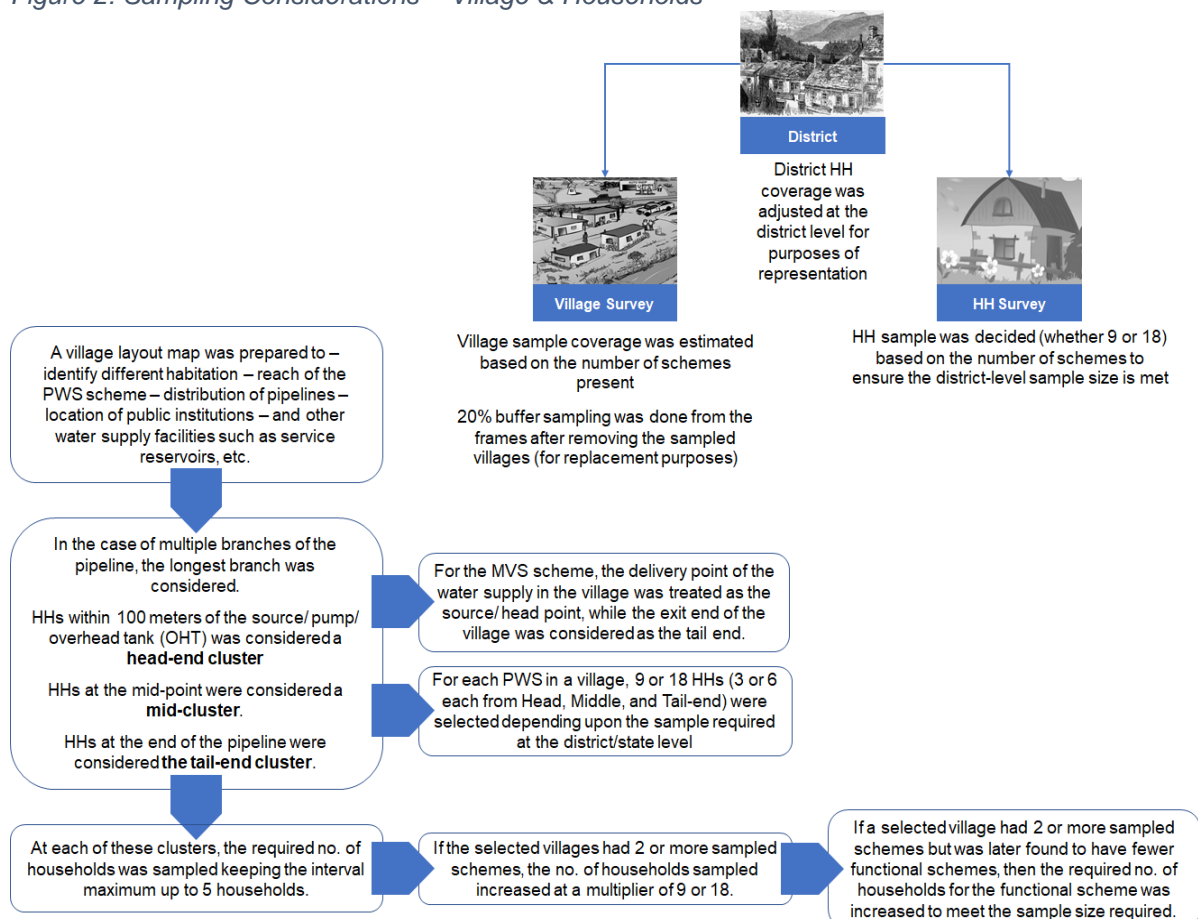 Figure 2: Sampling Considerations – Village & Households
District
District HH
coverage was
adjusted at the
district level for
purposes of
representation
Village Survey
Village sample coverage was estimated
based on the number of schemes
present
20% buffer sampling was done from the
frames after removing the sampled
villages (for replacement purposes)
HH Survey
HH sample was decided (whether 9 or 18)
based on the number of schemes to
ensure the district-level sample size is met
A village layout map was prepared to –
identify different habitation – reach of the
PWS scheme – distribution of pipelines –
location of public institutions – and other
water supply facilities such as service
reservoirs, etc.
In the case of multiple branches of the
pipeline, the longest branch was
considered.
HHs within 100 meters of the source/ pump/
overhead tank (OHT) was considered a
head-end cluster
HHs at the mid-point were considered a
mid-cluster.
HHs at the end of the pipeline were
considered the tail-end cluster.
For the MVS scheme, the delivery point of the
water supply in the village was treated as the
source/ head point, while the exit end of the
village was considered as the tail end.
For each PWS in a village, 9 or 18 HHs (3 or 6
each from Head, Middle, and Tail-end) were
selected depending upon the sample required
at the district/state level
At each of these clusters, the required no. of
households was sampled keeping the interval
maximum up to 5 households.
If the selected villages had 2 or more sampled
schemes, the no. of households sampled
increased at a multiplier of 9 or 18.
If a selected village had 2 or more sampled
schemes but was later found to have fewer
functional schemes, then the required no. of
households for the functional scheme was
increased to meet the sample size required.